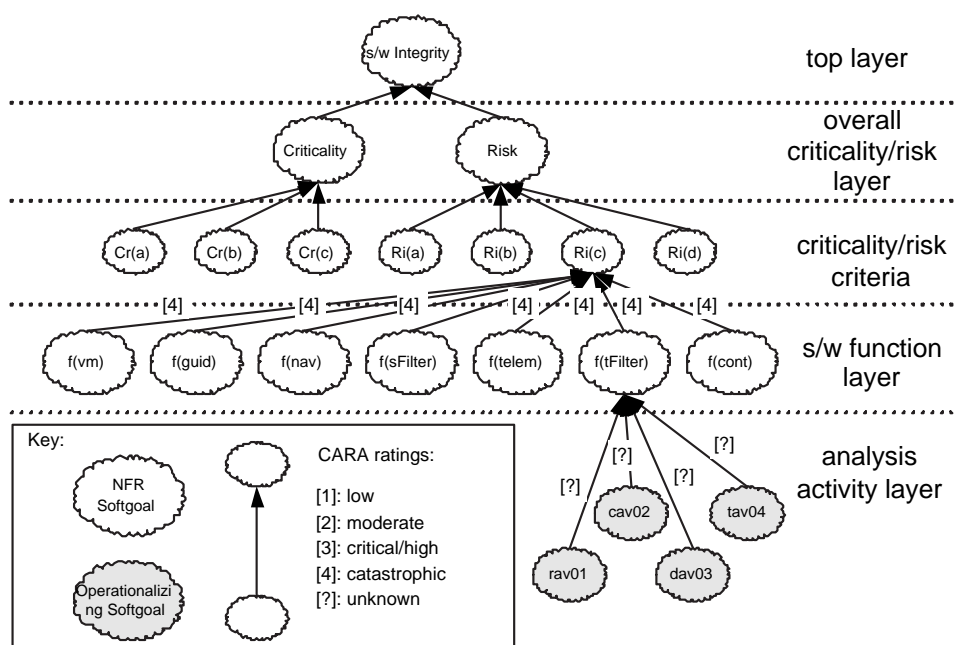 s/w Integrity
top layer
overall
criticality/risk
layer
Criticality
Risk
Cr(a)
Cr(b)
Cr(c)
Ri(a)
Ri(b)
Ri(c)
Ri(d)
criticality/risk
criteria
[4]
[4]
[4]
[4]
[4]
[4]
[4]
f(vm)
f(guid)
f(nav)
f(sFilter)
f(telem)
f(tFilter)
f(cont)
s/w function
layer
[?]
[?]
[?]
[?]
cav02
tav04
rav01
dav03
analysis
activity layer
Key:
NFR
Softgoal
Operationalizi
ng Softgoal
CARA ratings:
[1]: low
[2]: moderate
[3]: critical/high
[4]: catastrophic
[?]: unknown